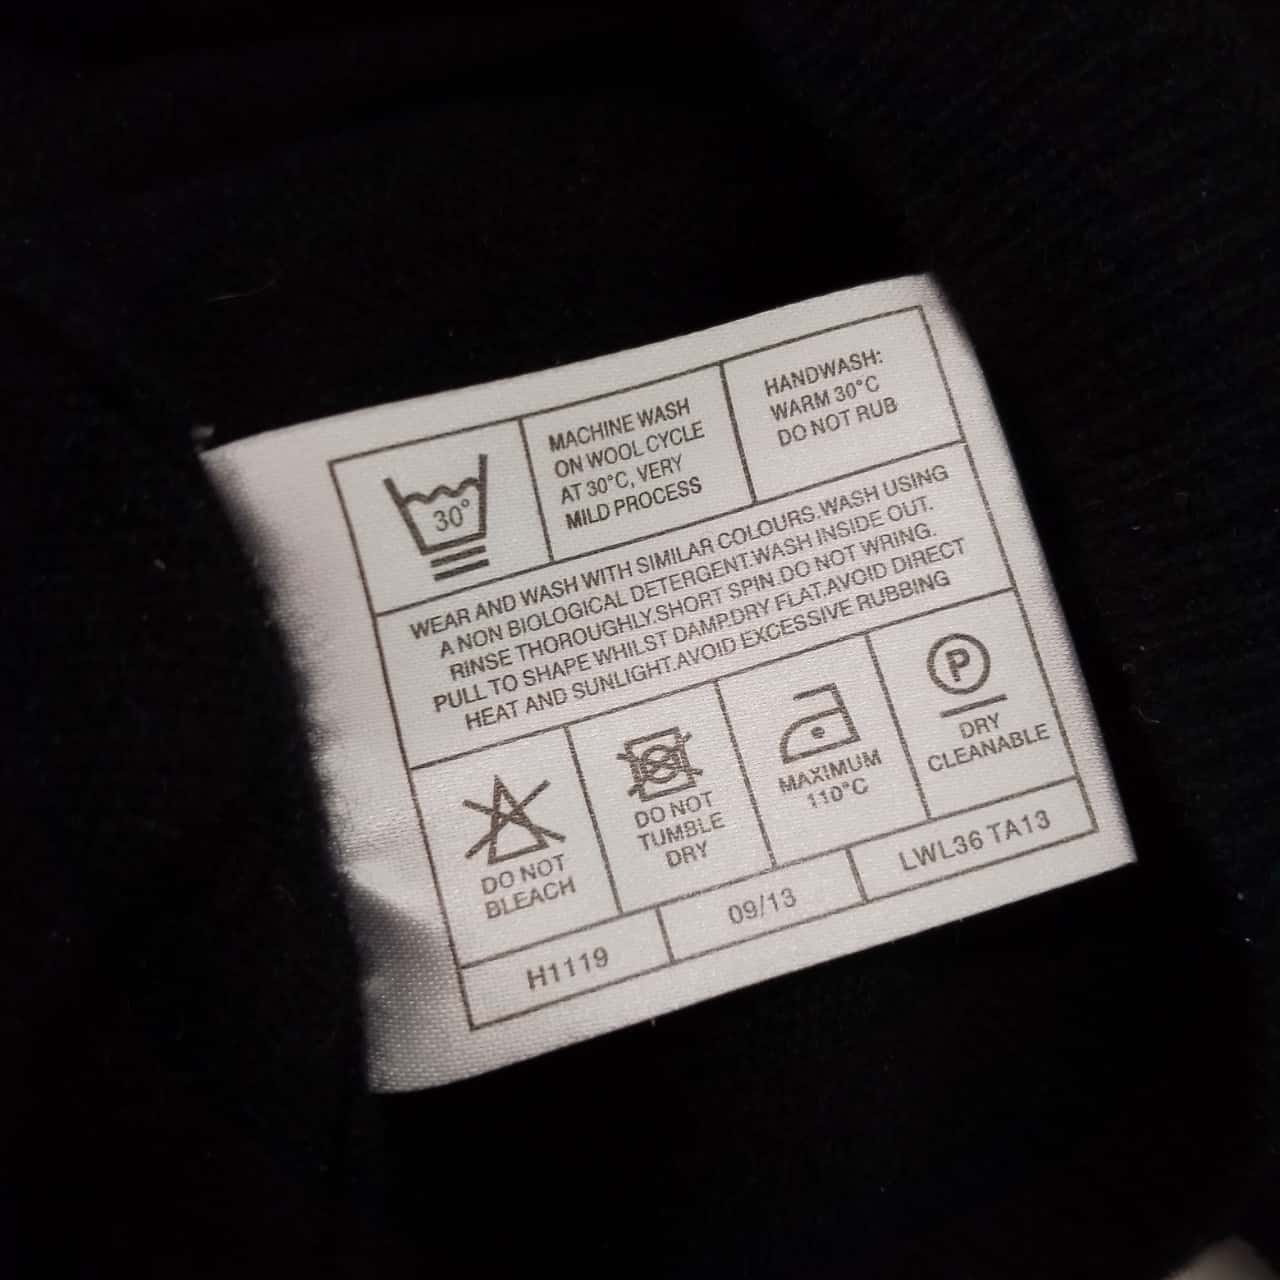 30°
MACHINE WASH
ON WOOL CYCLE
AT 30°C, VERY
MILD PROCESS
HANDWASH:
WARM 30°C
DO NOT RUB
WEAR AND WASH WITH SIMILAR COLOURS.WASH USING
A NON BIOLOGICAL DETERGENT.WASH INSIDE OUT.
RINSE THOROUGHLY.SHORT SPIN.DO NOT WRING.
PULL TO SHAPE WHILST DAMP.DRY FLAT.AVOID DIRECT
HEAT AND SUNLIGHT.AVOID EXCESSIVE RUBBING
DO NOT
BLEACH
DO NOT
TUMBLE
DRY
MAXIMUM
110°C
P
DRY
CLEANABLE
H1119
09/13
LWL36 TA13